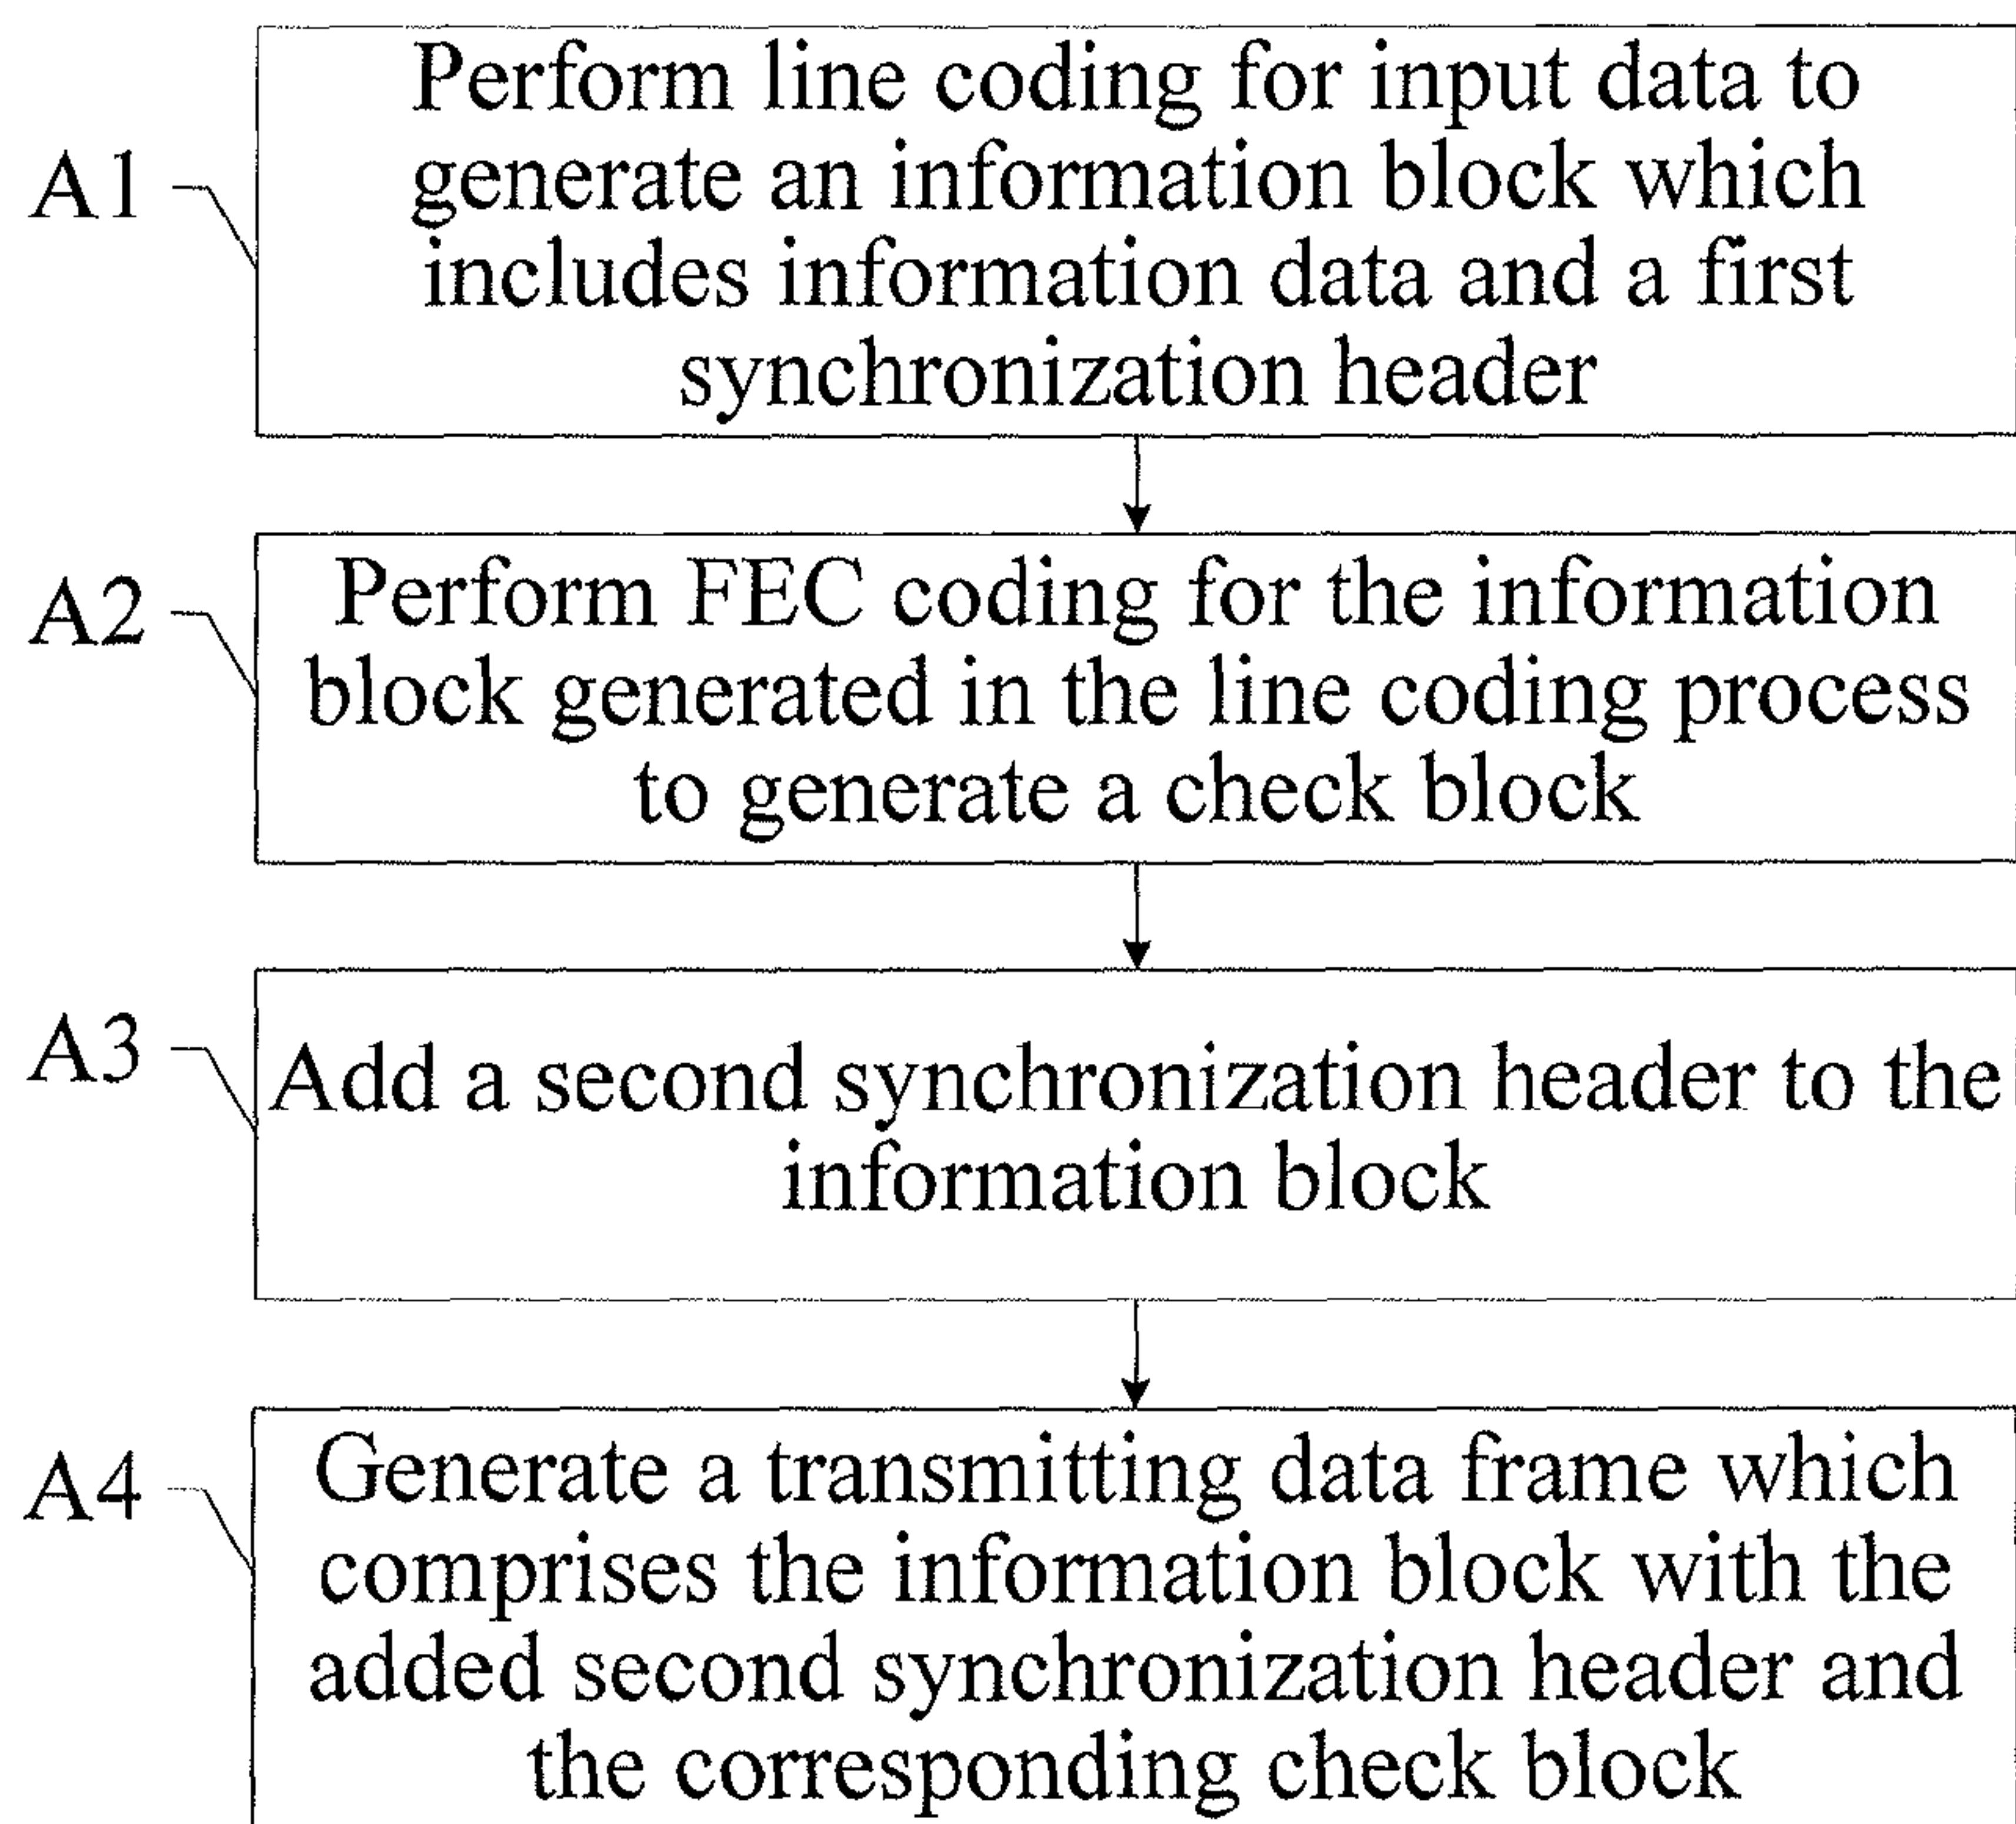 A1
Perform line coding for input data to
generate an information block which
includes information data and a first
synchronization header
A2
Perform FEC coding for the information
block generated in the line coding process
to generate a check block
A3
Add a second synchronization header to the
information block
A4
Generate a transmitting data frame which
comprises the information block with the
added second synchronization header and
the corresponding check block